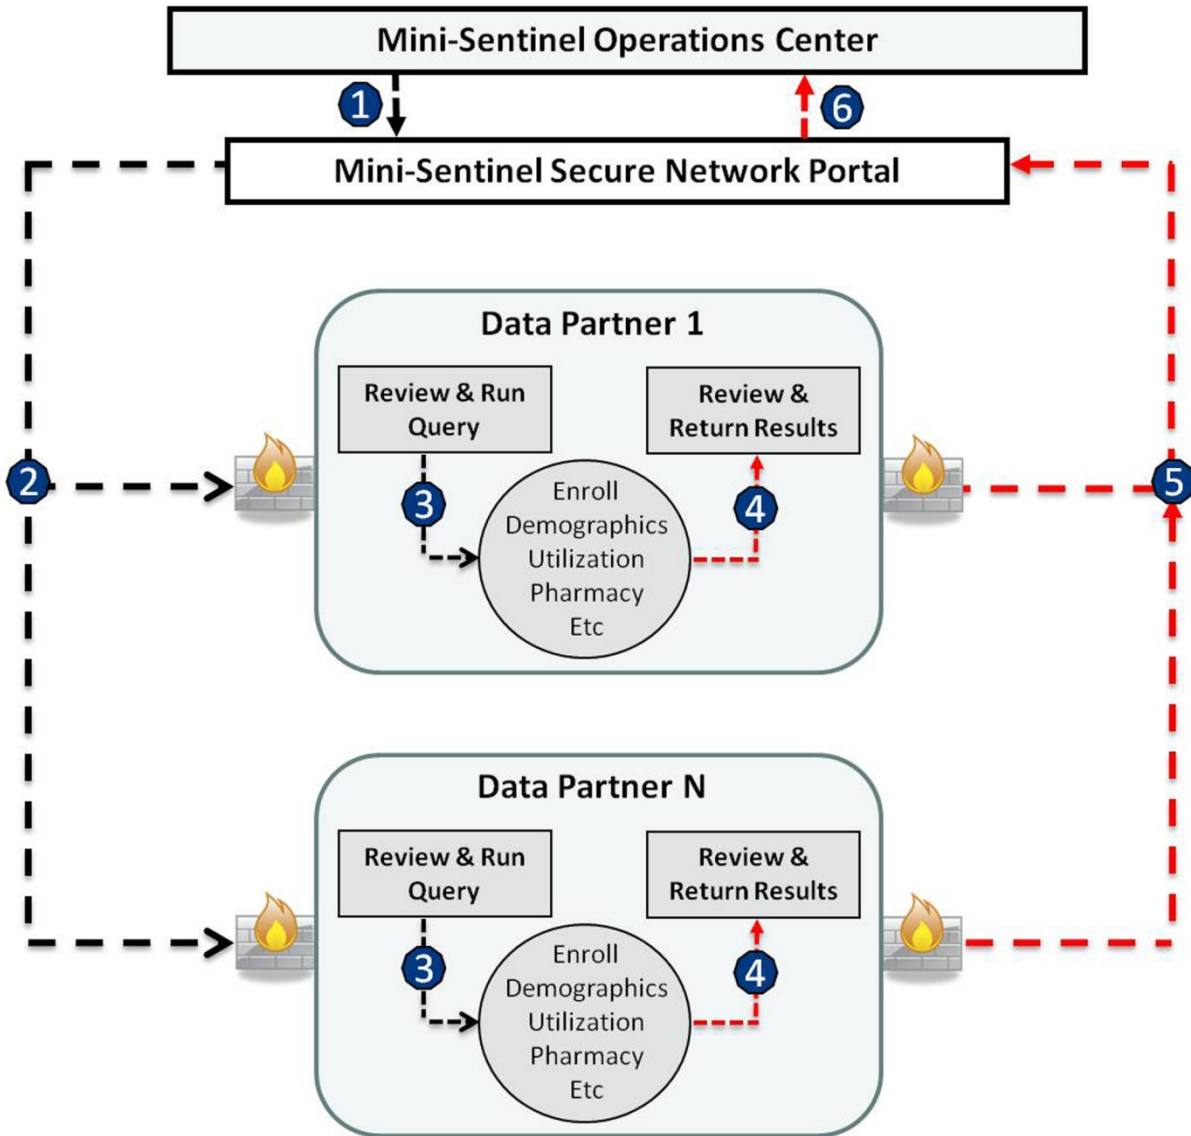 Mini-Sentinel Operations Center
1
6
Mini-Sentinel Secure Network Portal
Data Partner 1
Review & Run
Query
Review &
Return Results
2
3
Enroll
Demographics
Utilization
Pharmacy
Etc
4
5
Data Partner N
Review & Run
Query
Review &
Return Results
3
Enroll
Demographics
Utilization
Pharmacy
Etc
4